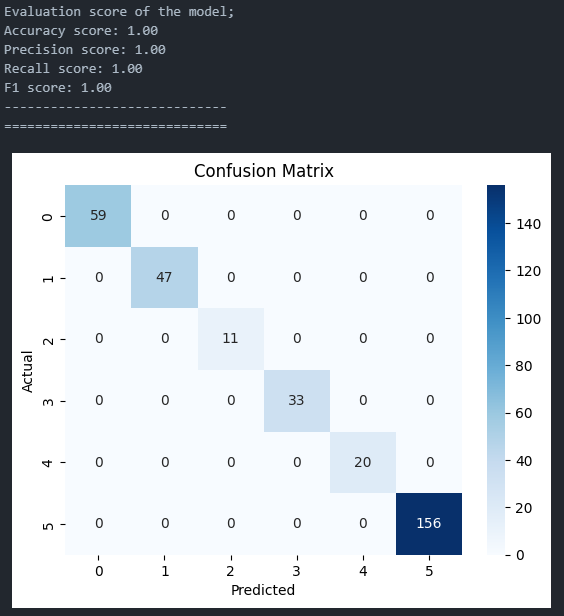 Evaluation score of the model;
Accuracy score: 1.00
Precision score: 1.00
Recall score: 1.00
F1 score: 1.00
-----------------------------
=============================
Confusion Matrix
0 59 0 0 0 0 0
1 0 47 0 0 0 0
2 0 0 11 0 0 0
3 0 0 0 33 0 0
4 0 0 0 0 20 0
5 0 0 0 0 0 156
Actual
0 1 2 3 4 5
Predicted
140
120
100
80
60
40
20
0